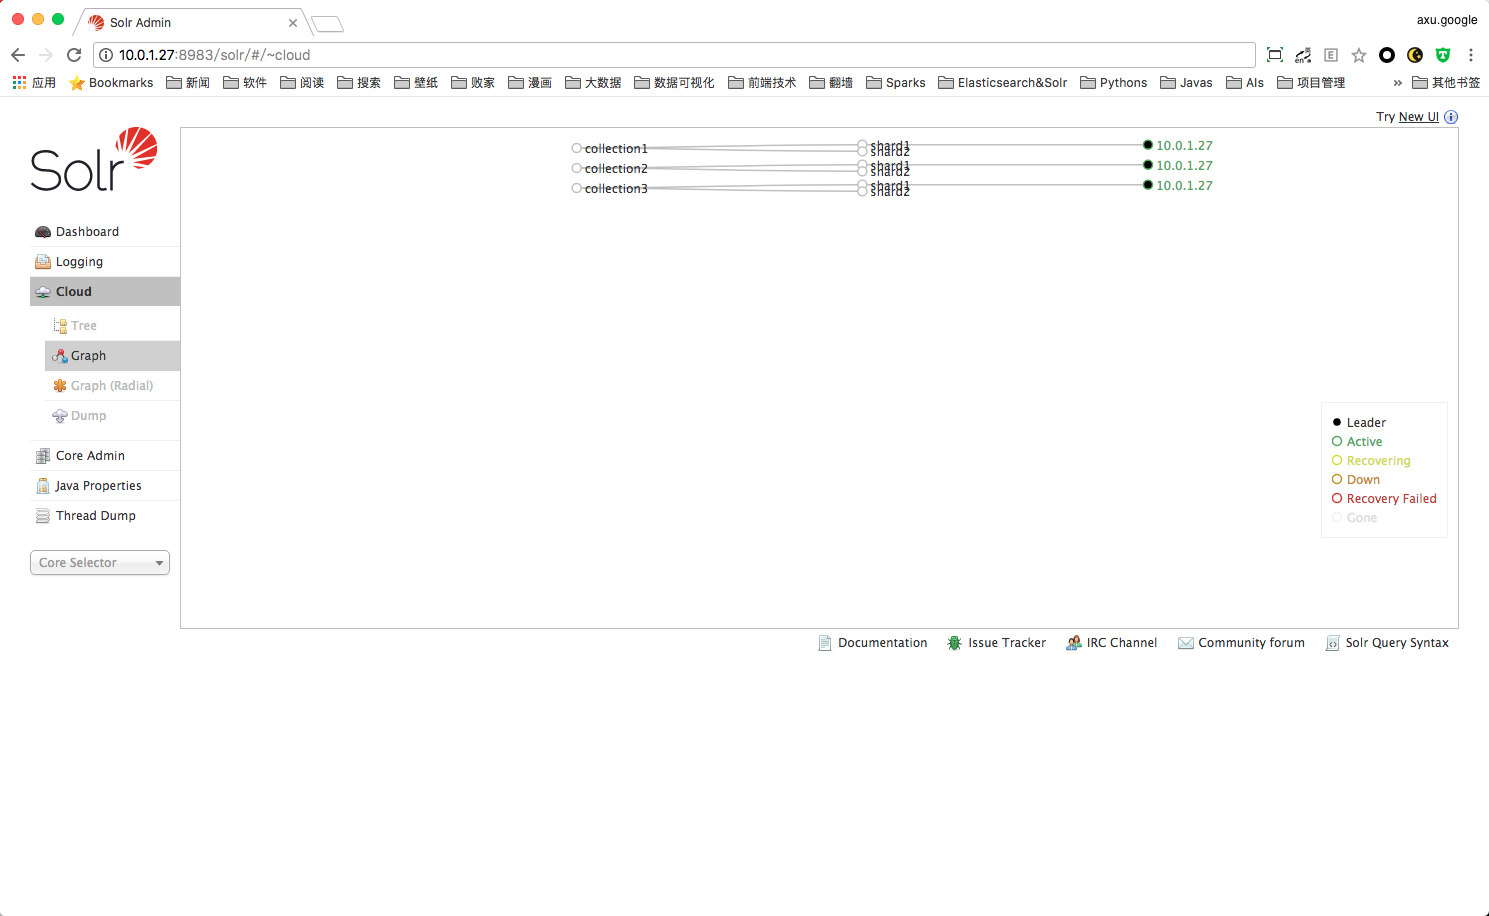 Solr Admin
axu.google
10.0.1.27:8983/solr/#/~cloud
应用 Bookmarks 新闻 软件 阅读 搜索 壁纸 败家 漫画 大数据 数据可视化 前端技术 翻墙 Sparks Elasticsearch&Solr Pythons Javas AIs 项目管理 » 其他书签
Try New UI
Solr
collection1 shard1 10.0.1.27
shard2
collection2 shard1 10.0.1.27
shard2
collection3 shard1 10.0.1.27
shard2
Dashboard
Logging
Cloud
Tree
Graph
Graph (Radial)
Dump
Core Admin
Java Properties
Thread Dump
Core Selector
Leader
Active
Recovering
Down
Recovery Failed
Gone
Documentation Issue Tracker IRC Channel Community forum Solr Query Syntax